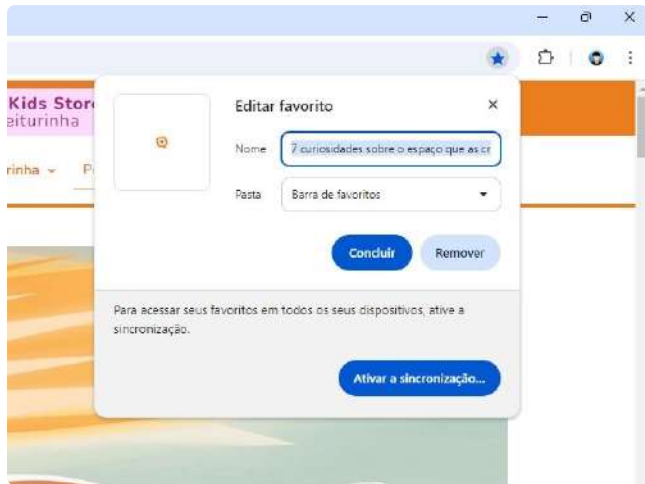 Kids Store
eiturinha
rinha
P
Editar favorito
Nome
7 curiosidades sobre o espaço que as cr
Pasta
Barra de favoritos
Concluir
Remover
Para acessar seus favoritos em todos os seus dispositivos, ative a
sincronização.
Ativar a sincronização...